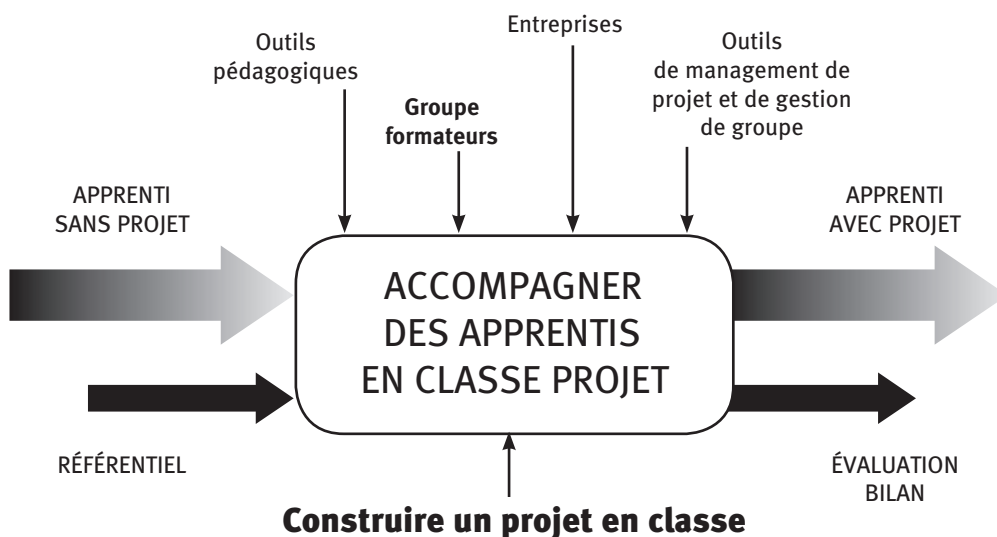 Outils
pédagogiques
Groupe
formateurs
Entreprises
Outils
de management de
projet et de gestion
de groupe
APPRENTI
SANS PROJET
APPRENTI
AVEC PROJET
ACCOMPAGNER
DES APPRENTIS
EN CLASSE PROJET
RÉFÉRENTIEL
ÉVALUATION
BILAN
Construire un projet en classe